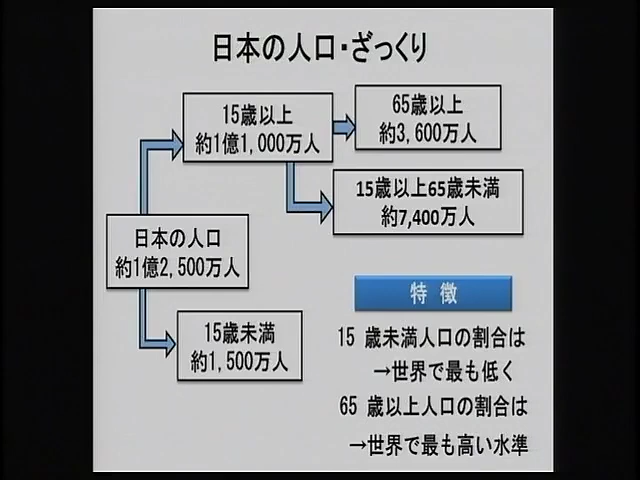 日本の人口・ざっくり
15歳以上
約1億1,000万人
65歳以上
約3,600万人
15歳以上65歳未満
約7,400万人
日本の人口
約1億2,500万人
15歳未満
約1,500万人
特 徴
15 歳未満人口の割合は
→世界で最も低く
65 歳以上人口の割合は
→世界で最も高い水準